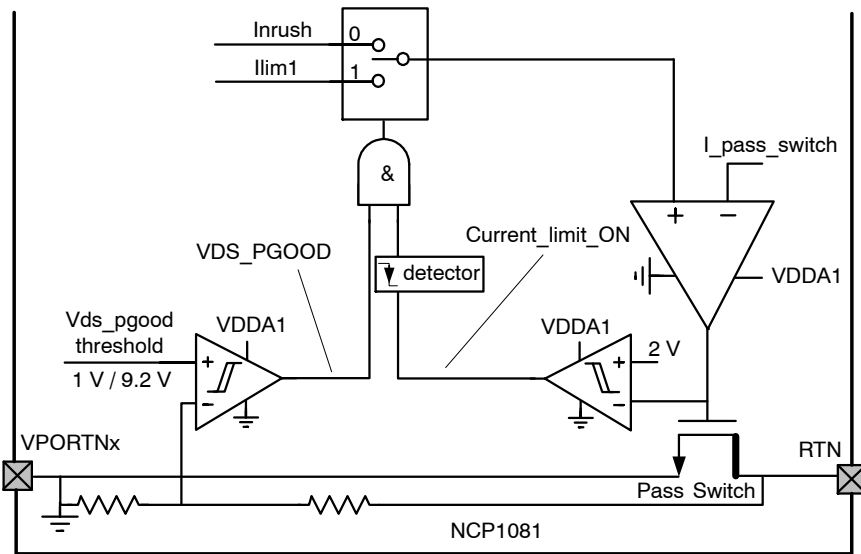 Inrush
0
Ilim1
1
I_pass_switch
&
+ −
Current_limit_ON
VDS_PGOOD
detector
VDDA1
Vds_pgood
threshold
1 V / 9.2 V
VDDA1
+
−
VDDA1
2 V
+
−
VPORTNx
RTN
Pass Switch
NCP1081